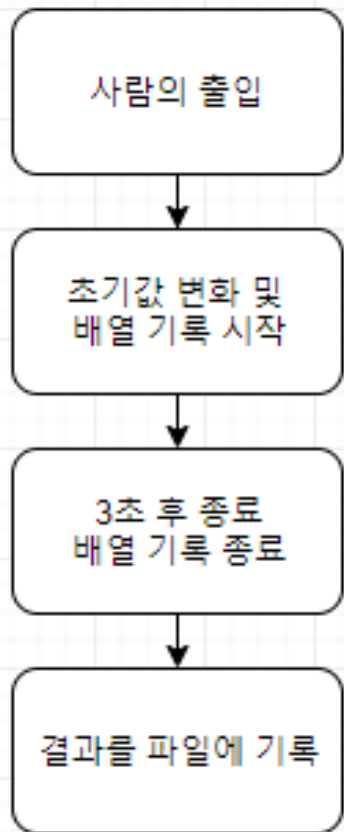 사람의 출입
초기값 변화 및
배열 기록 시작
3초 후 종료
배열 기록 종료
결과를 파일에 기록